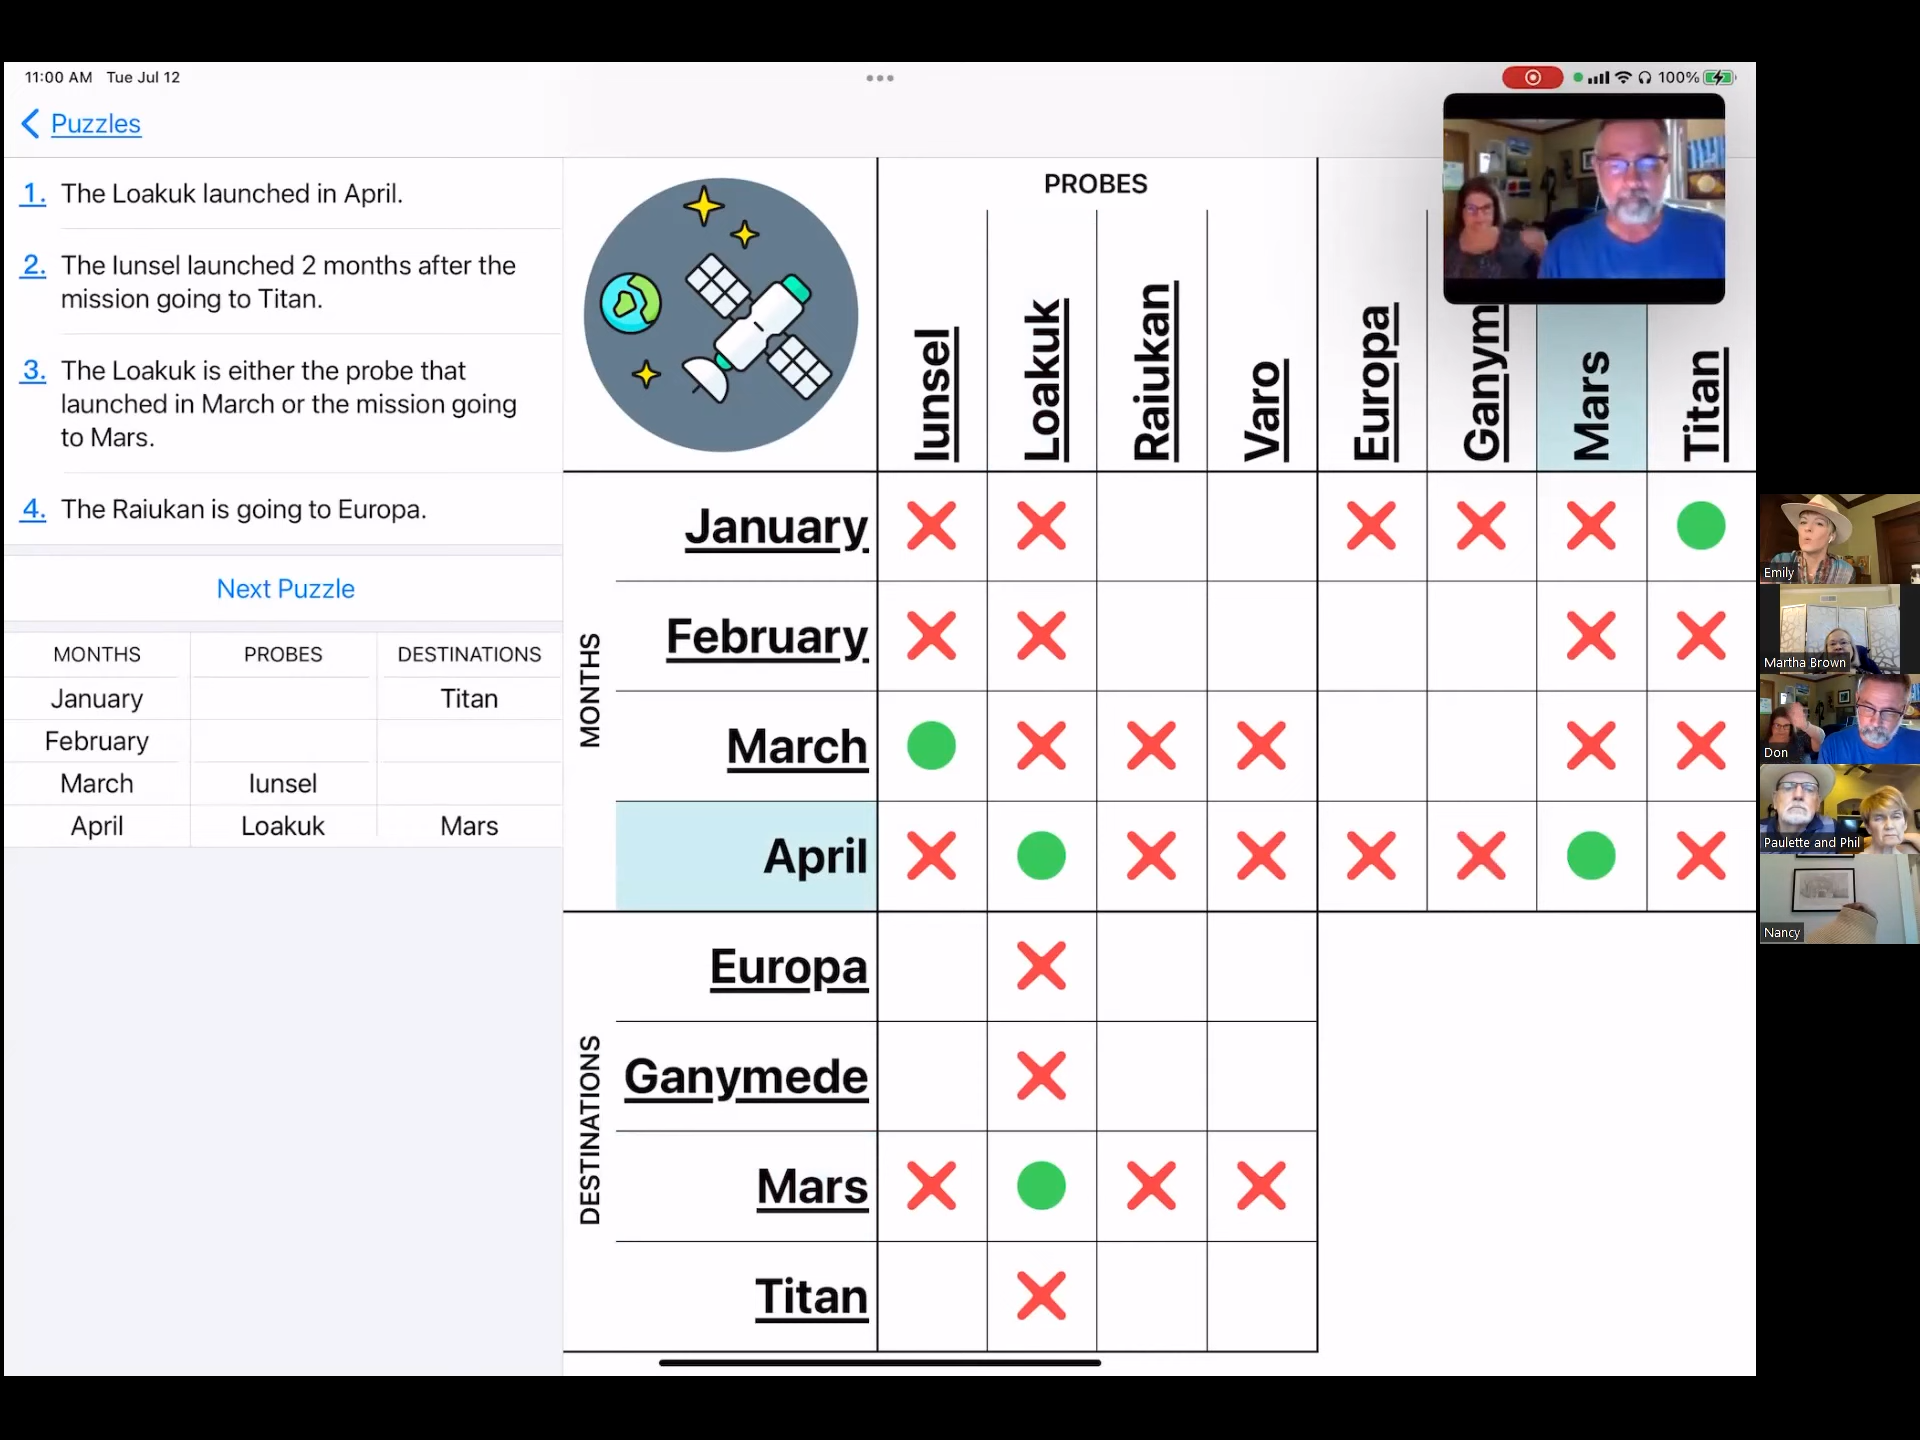 11:00 AM Tue Jul 12
100%
Puzzles
1. The Loakuk launched in April.
2. The Iunsel launched 2 months after the
mission going to Titan.
3. The Loakuk is either the probe that
launched in March or the mission going
to Mars.
4. The Raiukan is going to Europa.
Next Puzzle
MONTHS PROBES DESTINATIONS
January Titan
February
March Iunsel
April Loakuk Mars
PROBES
Iunsel
Loakuk
Raiukan
Varo
Europa
Ganym
Mars
Titan
MONTHS
January
February
March
April
DESTINATIONS
Europa
Ganymede
Mars
Titan
Emily
Martha Brown
Don
Paulette and Phil
Nancy